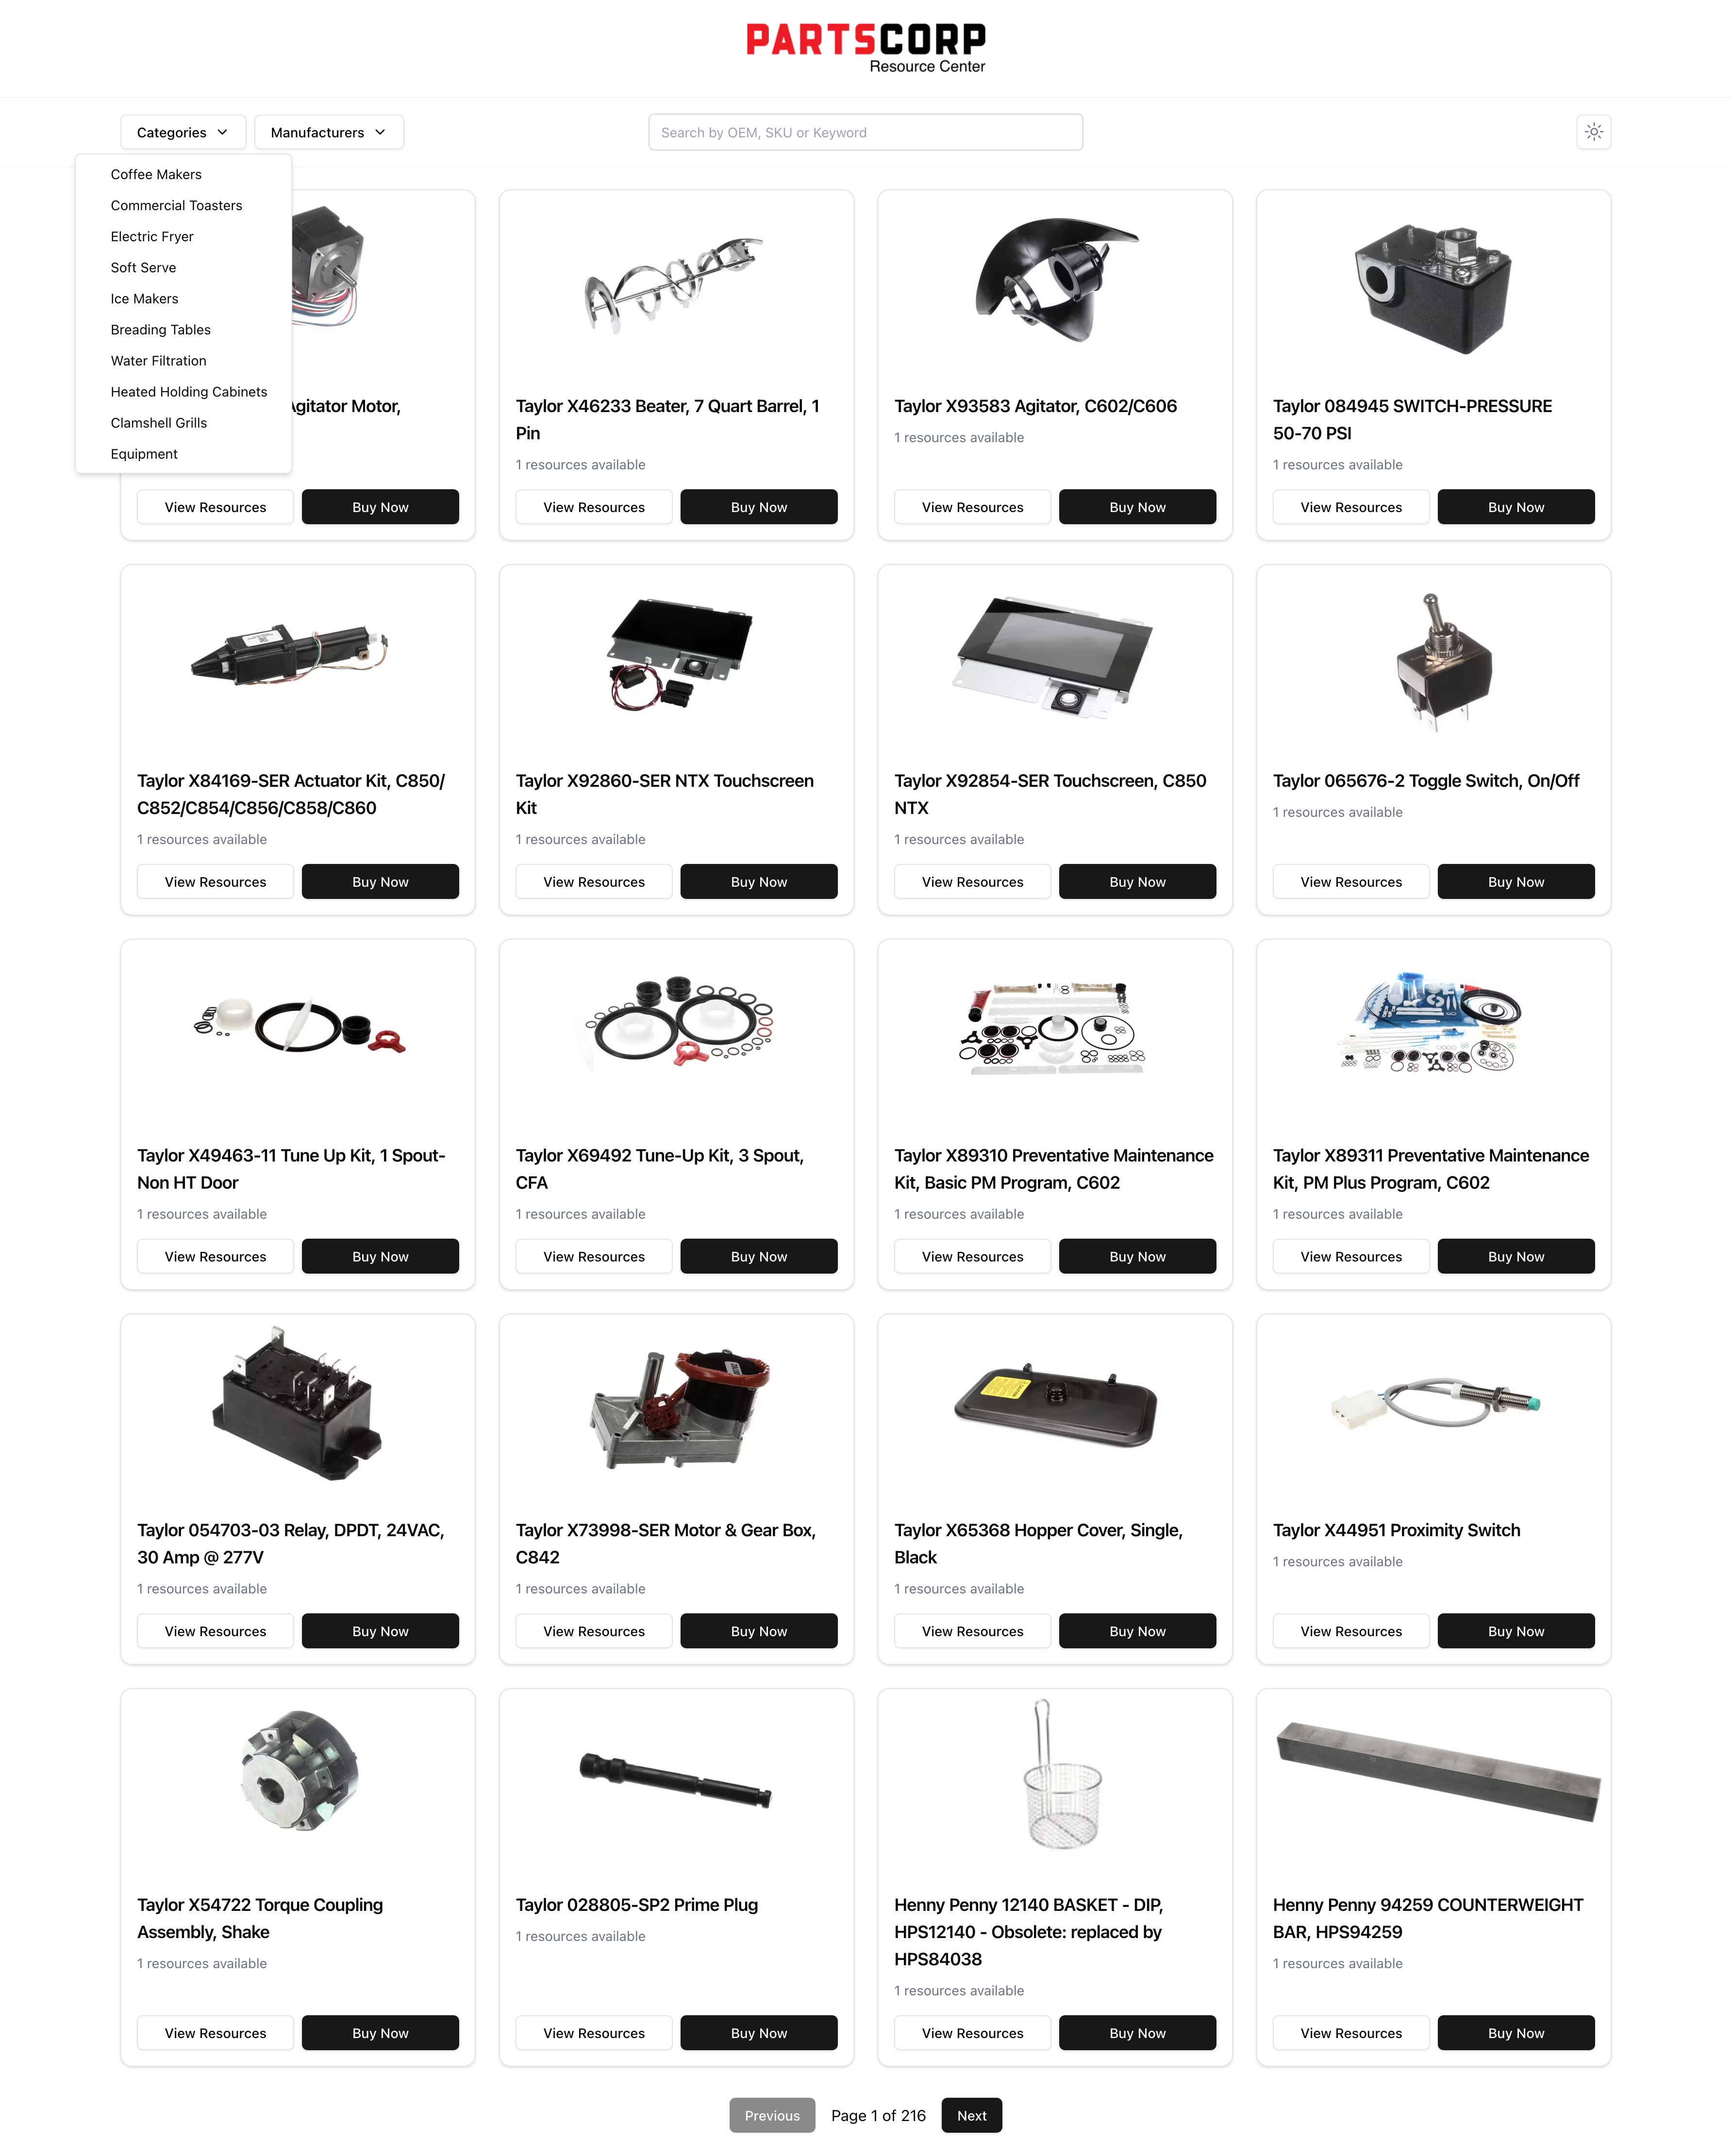 PARTSCORP
Resource Center
Categories
Manufacturers
Search by OEM, SKU or Keyword
Coffee Makers
Commercial Toasters
Electric Fryer
Soft Serve
Ice Makers
Breading Tables
Water Filtration
Heated Holding Cabinets
Clamshell Grills
Equipment
Agitator Motor,
View Resources
Buy Now
Taylor X46233 Beater, 7 Quart Barrel, 1
Pin
1 resources available
View Resources
Buy Now
Taylor X93583 Agitator, C602/C606
1 resources available
View Resources
Buy Now
Taylor 084945 SWITCH-PRESSURE
50-70 PSI
1 resources available
View Resources
Buy Now
Taylor X84169-SER Actuator Kit, C850/
C852/C854/C856/C858/C860
1 resources available
View Resources
Buy Now
Taylor X92860-SER NTX Touchscreen
Kit
1 resources available
View Resources
Buy Now
Taylor X92854-SER Touchscreen, C850
NTX
1 resources available
View Resources
Buy Now
Taylor 065676-2 Toggle Switch, On/Off
1 resources available
View Resources
Buy Now
Taylor X49463-11 Tune Up Kit, 1 Spout-
Non HT Door
1 resources available
View Resources
Buy Now
Taylor X69492 Tune-Up Kit, 3 Spout,
CFA
1 resources available
View Resources
Buy Now
Taylor X89310 Preventative Maintenance
Kit, Basic PM Program, C602
1 resources available
View Resources
Buy Now
Taylor X89311 Preventative Maintenance
Kit, PM Plus Program, C602
1 resources available
View Resources
Buy Now
Taylor 054703-03 Relay, DPDT, 24VAC,
30 Amp @ 277V
1 resources available
View Resources
Buy Now
Taylor X73998-SER Motor & Gear Box,
C842
1 resources available
View Resources
Buy Now
Taylor X65368 Hopper Cover, Single,
Black
1 resources available
View Resources
Buy Now
Taylor X44951 Proximity Switch
1 resources available
View Resources
Buy Now
Taylor X54722 Torque Coupling
Assembly, Shake
1 resources available
View Resources
Buy Now
Taylor 028805-SP2 Prime Plug
1 resources available
View Resources
Buy Now
Henny Penny 12140 BASKET - DIP,
HPS12140 - Obsolete: replaced by
HPS84038
1 resources available
View Resources
Buy Now
Henny Penny 94259 COUNTERWEIGHT
BAR, HPS94259
1 resources available
View Resources
Buy Now
Previous
Page 1 of 216
Next